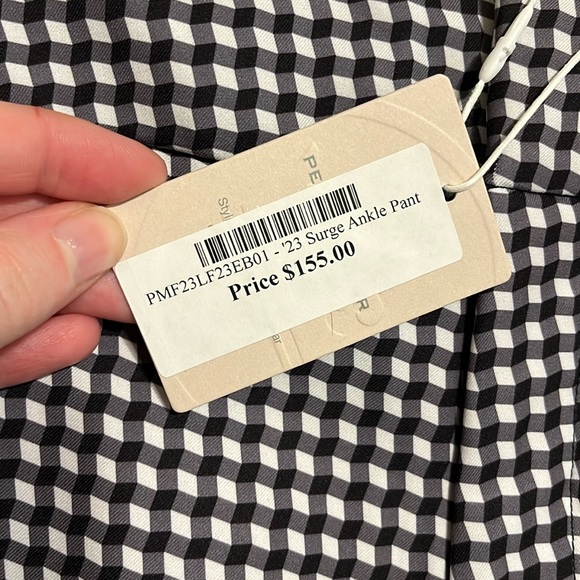 PMF23LF23EB01 - '23 Surge Ankle Pant
Price $155.00